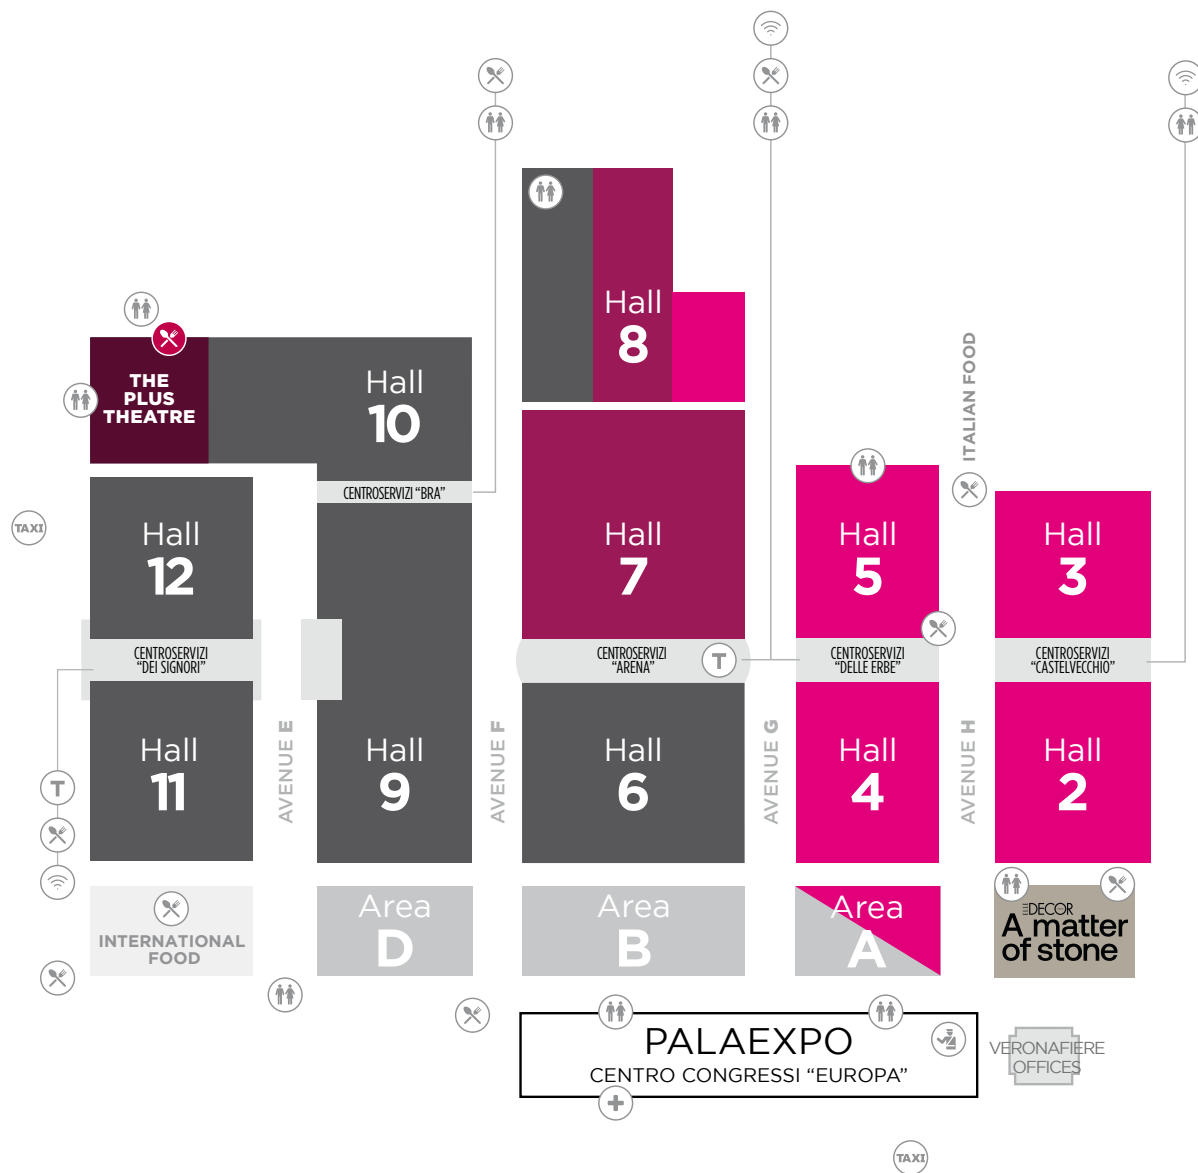 Hall
8
THE
PLUS
THEATRE
Hall
10
CENTROSERVIZI “BRA”
ITALIAN FOOD
TAXI
Hall
12
Hall
7
Hall
5
Hall
3
CENTROSERVIZI
“DEI SIGNORI”
CENTROSERVIZI
“ARENA”
T
CENTROSERVIZI
“DELLE ERBE”
CENTROSERVIZI
“CASTELVECCHIO”
Hall
11
AVENUE E
Hall
9
AVENUE F
Hall
6
AVENUE G
Hall
4
AVENUE H
Hall
2
T
INTERNATIONAL
FOOD
Area
D
Area
B
Area
A
DECOR
A matter
of stone
PALAEXPO
CENTRO CONGRESSI “EUROPA”
VERONAFIERE
OFFICES
TAXI